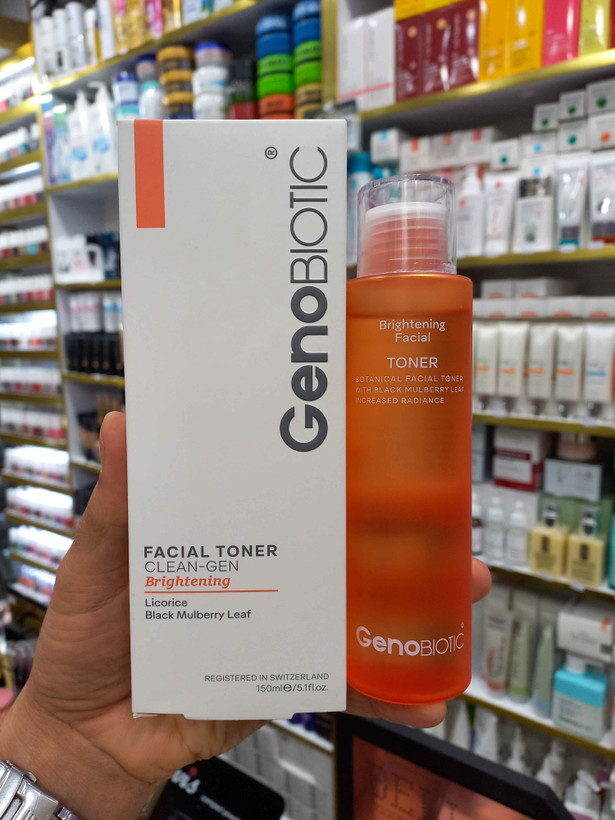 ®
GenoBIOTIC
FACIAL TONER
CLEAN-GEN
Brightening
Licorice
Black Mulberry Leaf
REGISTERED IN SWITZERLAND
150ml℮/5.1fl.oz.
Brightening
Facial
TONER
BOTANICAL FACIAL TONER
WITH BLACK MULBERRY LEAF
INCREASED RADIANCE
GenoBIOTIC®